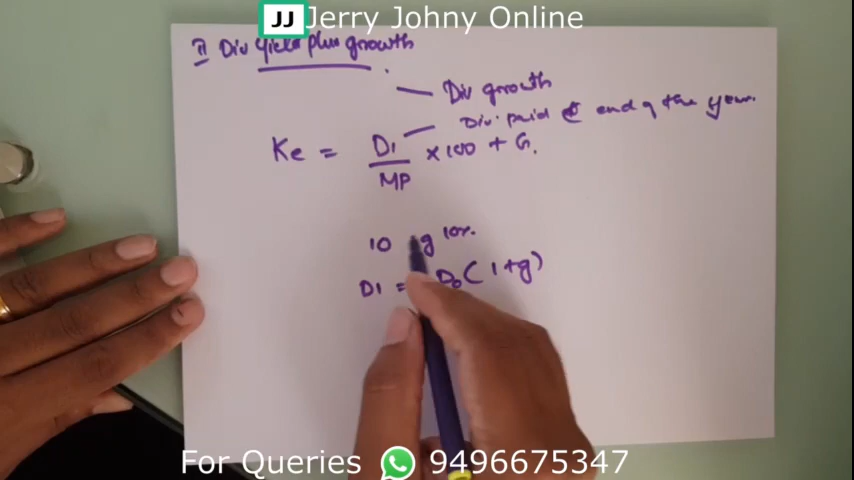 JJ Jerry Johny Online
ii Div yield plus growth
Div growth
Div. paid @ end of the year.
Ke = D1 / MP × 100 + G.
10 g 10%.
D1 = D0 ( 1+g )
For Queries 9496675347